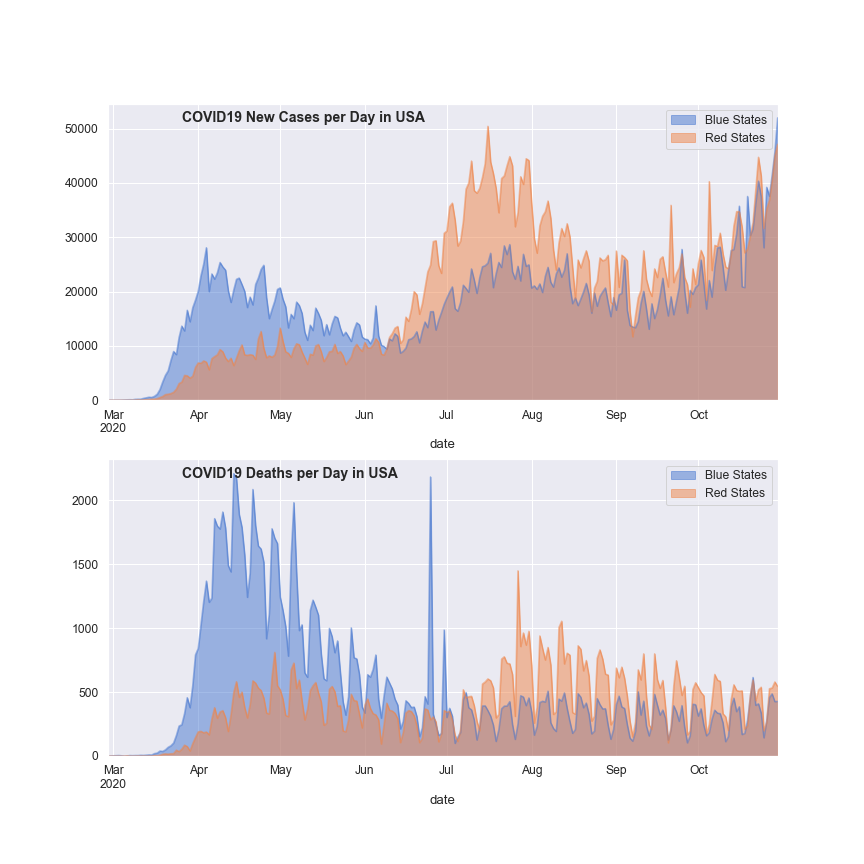 COVID19 New Cases per Day in USA
Blue States
Red States
50000
40000
30000
20000
10000
0
Mar Apr May Jun Jul Aug Sep Oct
2020
date
COVID19 Deaths per Day in USA
Blue States
Red States
2000
1500
1000
500
0
Mar Apr May Jun Jul Aug Sep Oct
2020
date